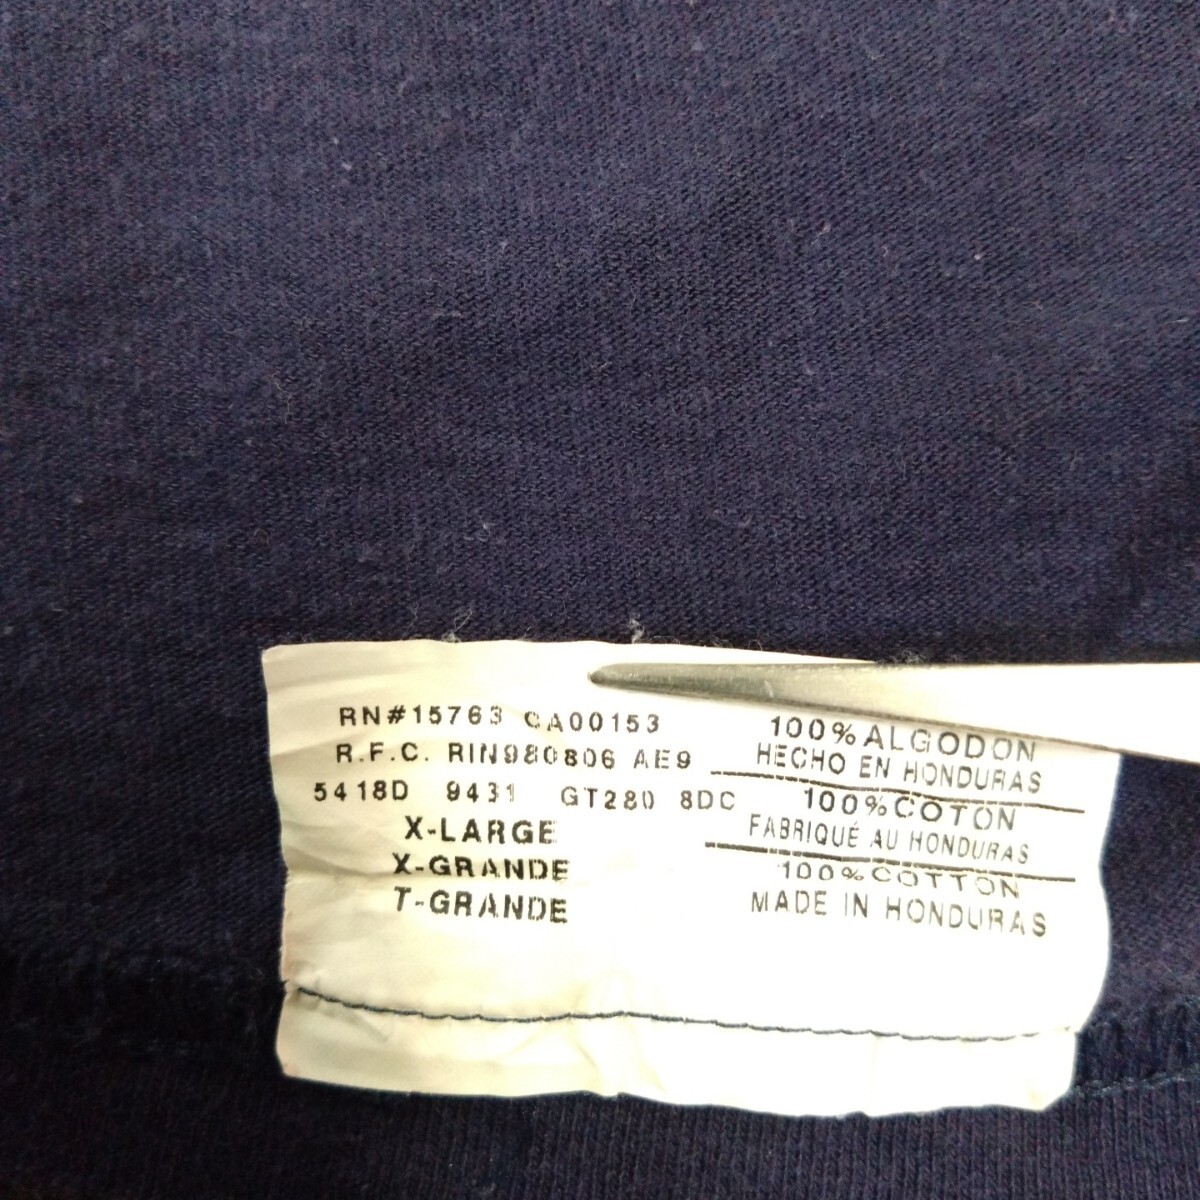 RN#15763 CA00153
R.F.C. RIN980806 AE9
5418D 9431 GT280 8DC
X-LARGE
X-GRANDE
T-GRANDE
100%ALGODON
HECHO EN HONDURAS
100%COTON
FABRIQUÉ AU HONDURAS
100%COTTON
MADE IN HONDURAS